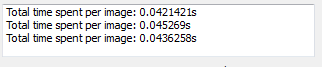 Total time spent per image: 0.0421421s
Total time spent per image: 0.045269s
Total time spent per image: 0.0436258s